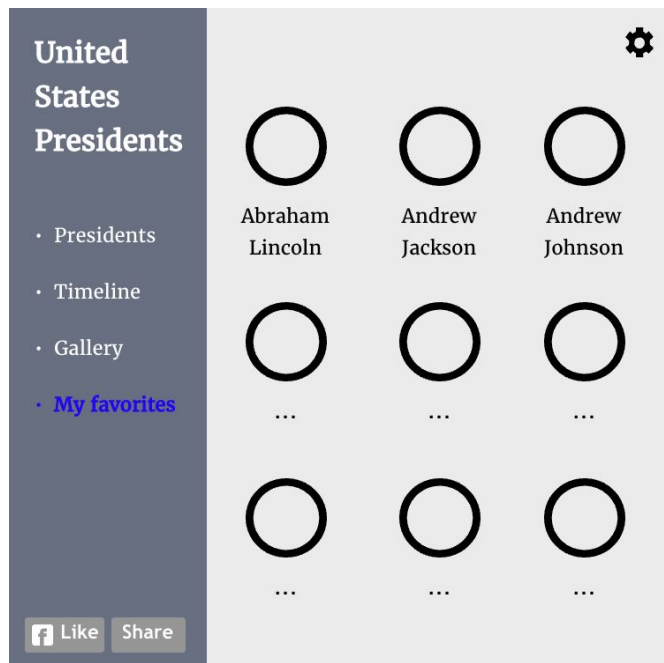 United
States
Presidents
· Presidents
· Timeline
· Gallery
· My favorites
f Like Share
Abraham Andrew Andrew
Lincoln Jackson Johnson
... ... ...
... ... ...